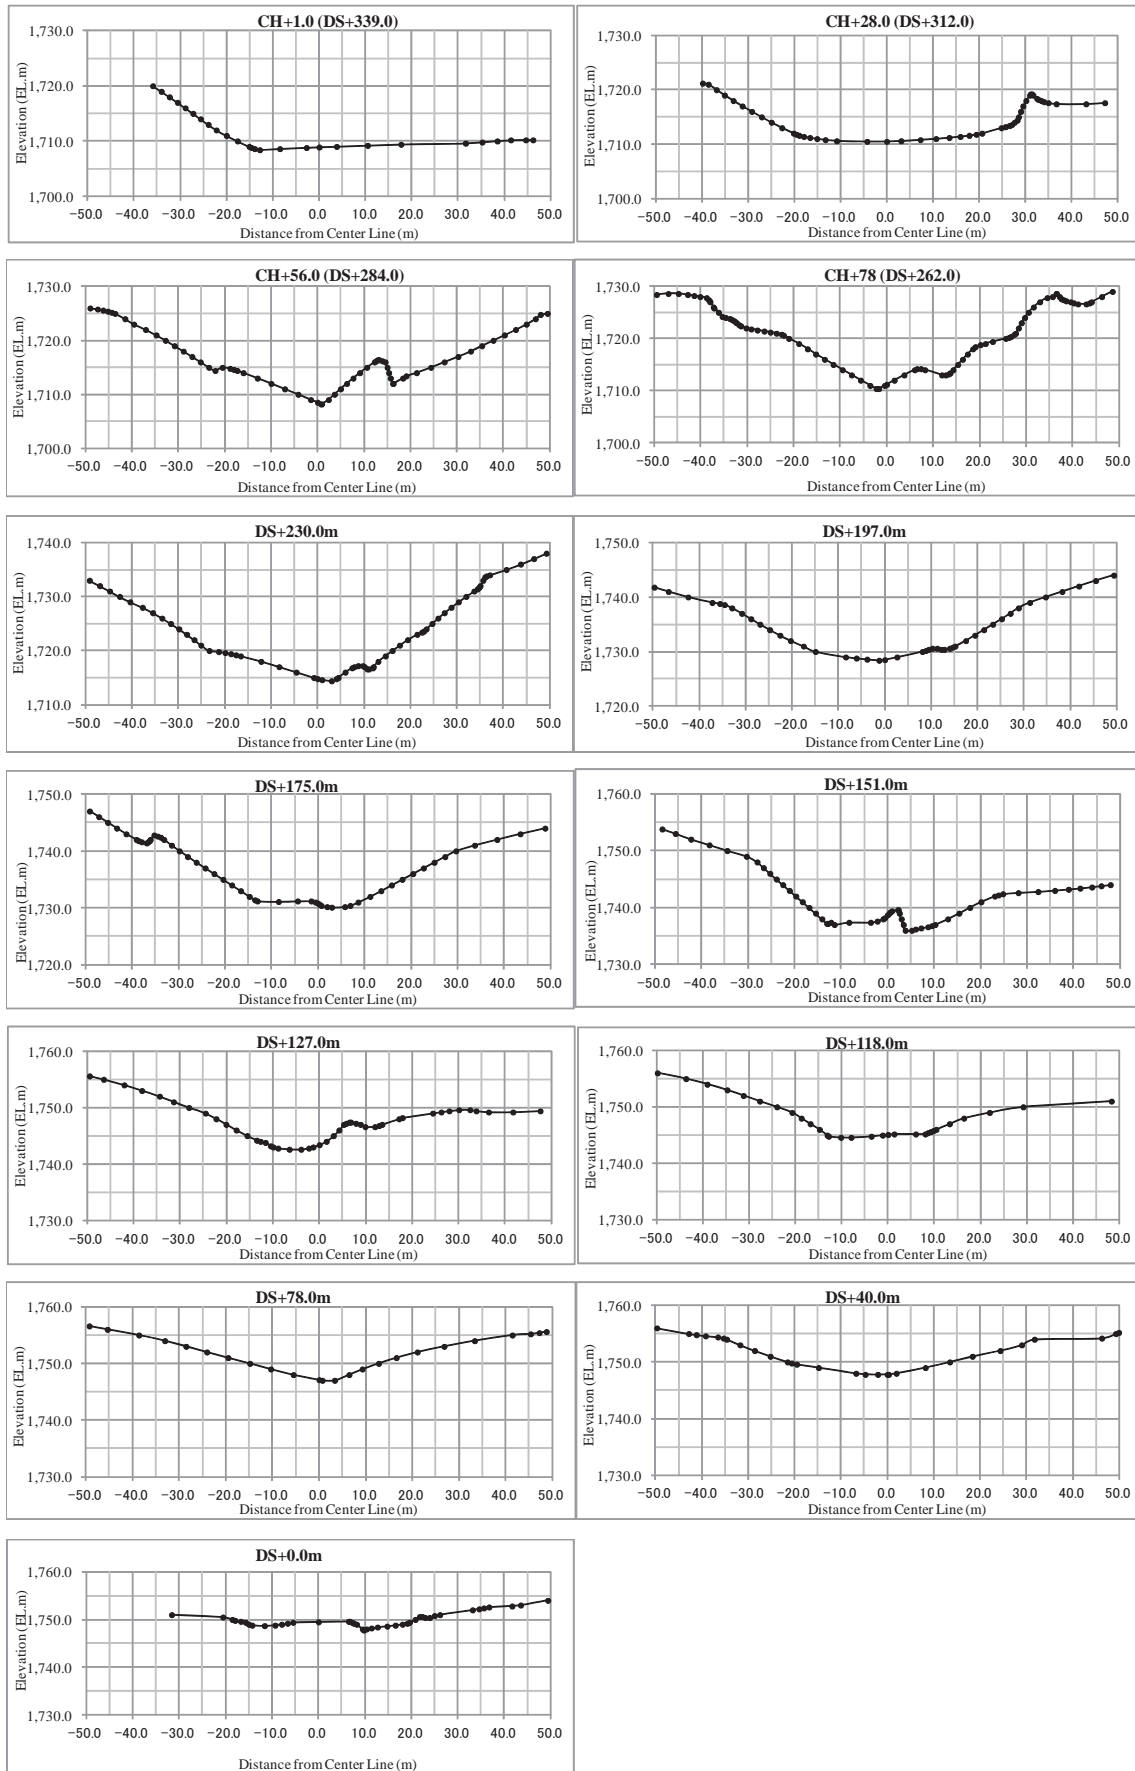 CH+1.0 (DS+339.0)
Elevation (EL.m)
1,730.0
1,720.0
1,710.0
1,700.0
−50.0 −40.0 −30.0 −20.0 −10.0 0.0 10.0 20.0 30.0 40.0 50.0
Distance from Center Line (m)
CH+28.0 (DS+312.0)
Elevation (EL.m)
1,730.0
1,720.0
1,710.0
1,700.0
−50.0 −40.0 −30.0 −20.0 −10.0 0.0 10.0 20.0 30.0 40.0 50.0
Distance from Center Line (m)
CH+56.0 (DS+284.0)
Elevation (EL.m)
1,730.0
1,720.0
1,710.0
1,700.0
−50.0 −40.0 −30.0 −20.0 −10.0 0.0 10.0 20.0 30.0 40.0 50.0
Distance from Center Line (m)
CH+78 (DS+262.0)
Elevation (EL.m)
1,730.0
1,720.0
1,710.0
1,700.0
−50.0 −40.0 −30.0 −20.0 −10.0 0.0 10.0 20.0 30.0 40.0 50.0
Distance from Center Line (m)
DS+230.0m
Elevation (EL.m)
1,740.0
1,730.0
1,720.0
1,710.0
−50.0 −40.0 −30.0 −20.0 −10.0 0.0 10.0 20.0 30.0 40.0 50.0
Distance from Center Line (m)
DS+197.0m
Elevation (EL.m)
1,750.0
1,740.0
1,730.0
1,720.0
−50.0 −40.0 −30.0 −20.0 −10.0 0.0 10.0 20.0 30.0 40.0 50.0
Distance from Center Line (m)
DS+175.0m
Elevation (EL.m)
1,750.0
1,740.0
1,730.0
1,720.0
−50.0 −40.0 −30.0 −20.0 −10.0 0.0 10.0 20.0 30.0 40.0 50.0
Distance from Center Line (m)
DS+151.0m
Elevation (EL.m)
1,760.0
1,750.0
1,740.0
1,730.0
−50.0 −40.0 −30.0 −20.0 −10.0 0.0 10.0 20.0 30.0 40.0 50.0
Distance from Center Line (m)
DS+127.0m
Elevation (EL.m)
1,760.0
1,750.0
1,740.0
1,730.0
−50.0 −40.0 −30.0 −20.0 −10.0 0.0 10.0 20.0 30.0 40.0 50.0
Distance from Center Line (m)
DS+118.0m
Elevation (EL.m)
1,760.0
1,750.0
1,740.0
1,730.0
−50.0 −40.0 −30.0 −20.0 −10.0 0.0 10.0 20.0 30.0 40.0 50.0
Distance from Center Line (m)
DS+78.0m
Elevation (EL.m)
1,760.0
1,750.0
1,740.0
1,730.0
−50.0 −40.0 −30.0 −20.0 −10.0 0.0 10.0 20.0 30.0 40.0 50.0
Distance from Center Line (m)
DS+40.0m
Elevation (EL.m)
1,760.0
1,750.0
1,740.0
1,730.0
−50.0 −40.0 −30.0 −20.0 −10.0 0.0 10.0 20.0 30.0 40.0 50.0
Distance from Center Line (m)
DS+0.0m
Elevation (EL.m)
1,760.0
1,750.0
1,740.0
1,730.0
−50.0 −40.0 −30.0 −20.0 −10.0 0.0 10.0 20.0 30.0 40.0 50.0
Distance from Center Line (m)